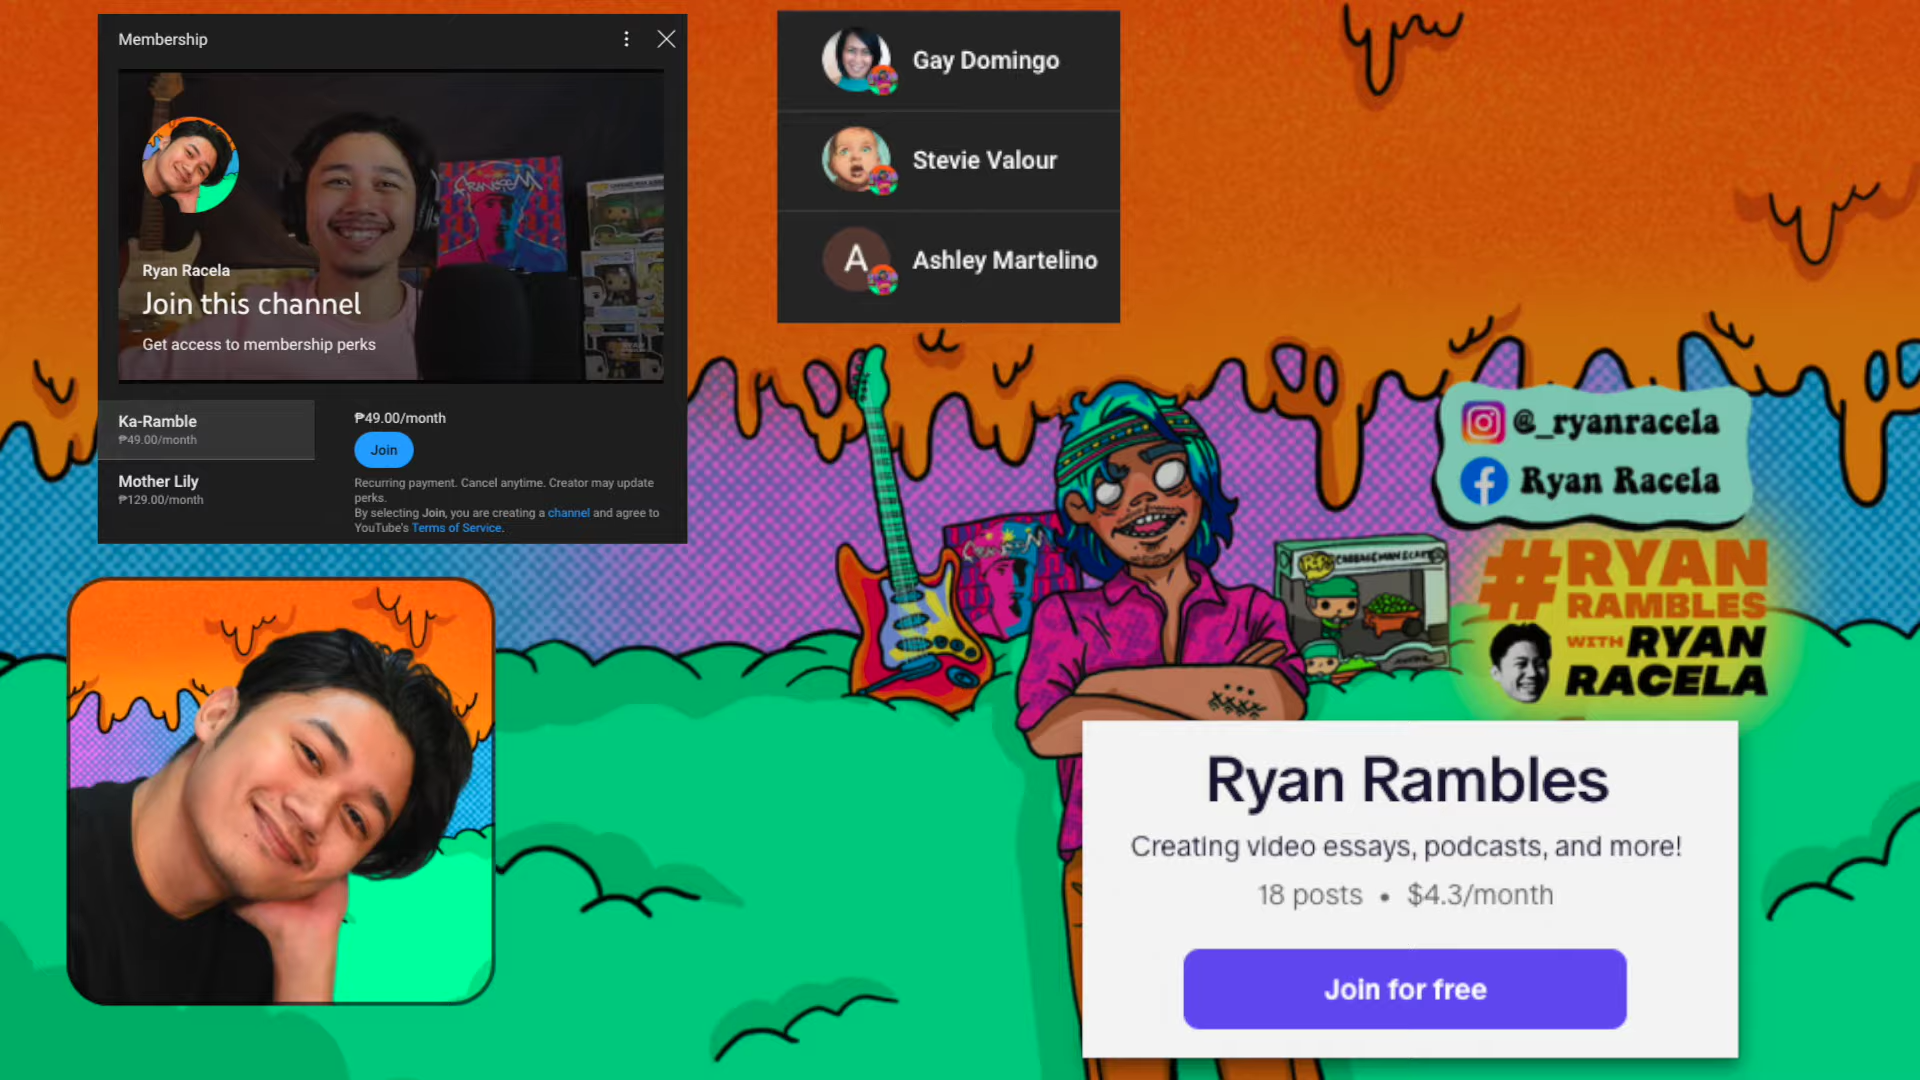 Membership
Ryan Racela
Join this channel
Get access to membership perks
Ka-Ramble
₱49.00/month
Mother Lily
₱129.00/month
₱49.00/month
Join
Recurring payment. Cancel anytime. Creator may update
perks.
By selecting Join, you are creating a channel and agree to
YouTube's Terms of Service.
Gay Domingo
Stevie Valour
A
Ashley Martelino
@_ryanracela
Ryan Racela
#RYAN
RAMBLES
WITH RYAN
RACELA
Ryan Rambles
Creating video essays, podcasts, and more!
18 posts • $4.3/month
Join for free